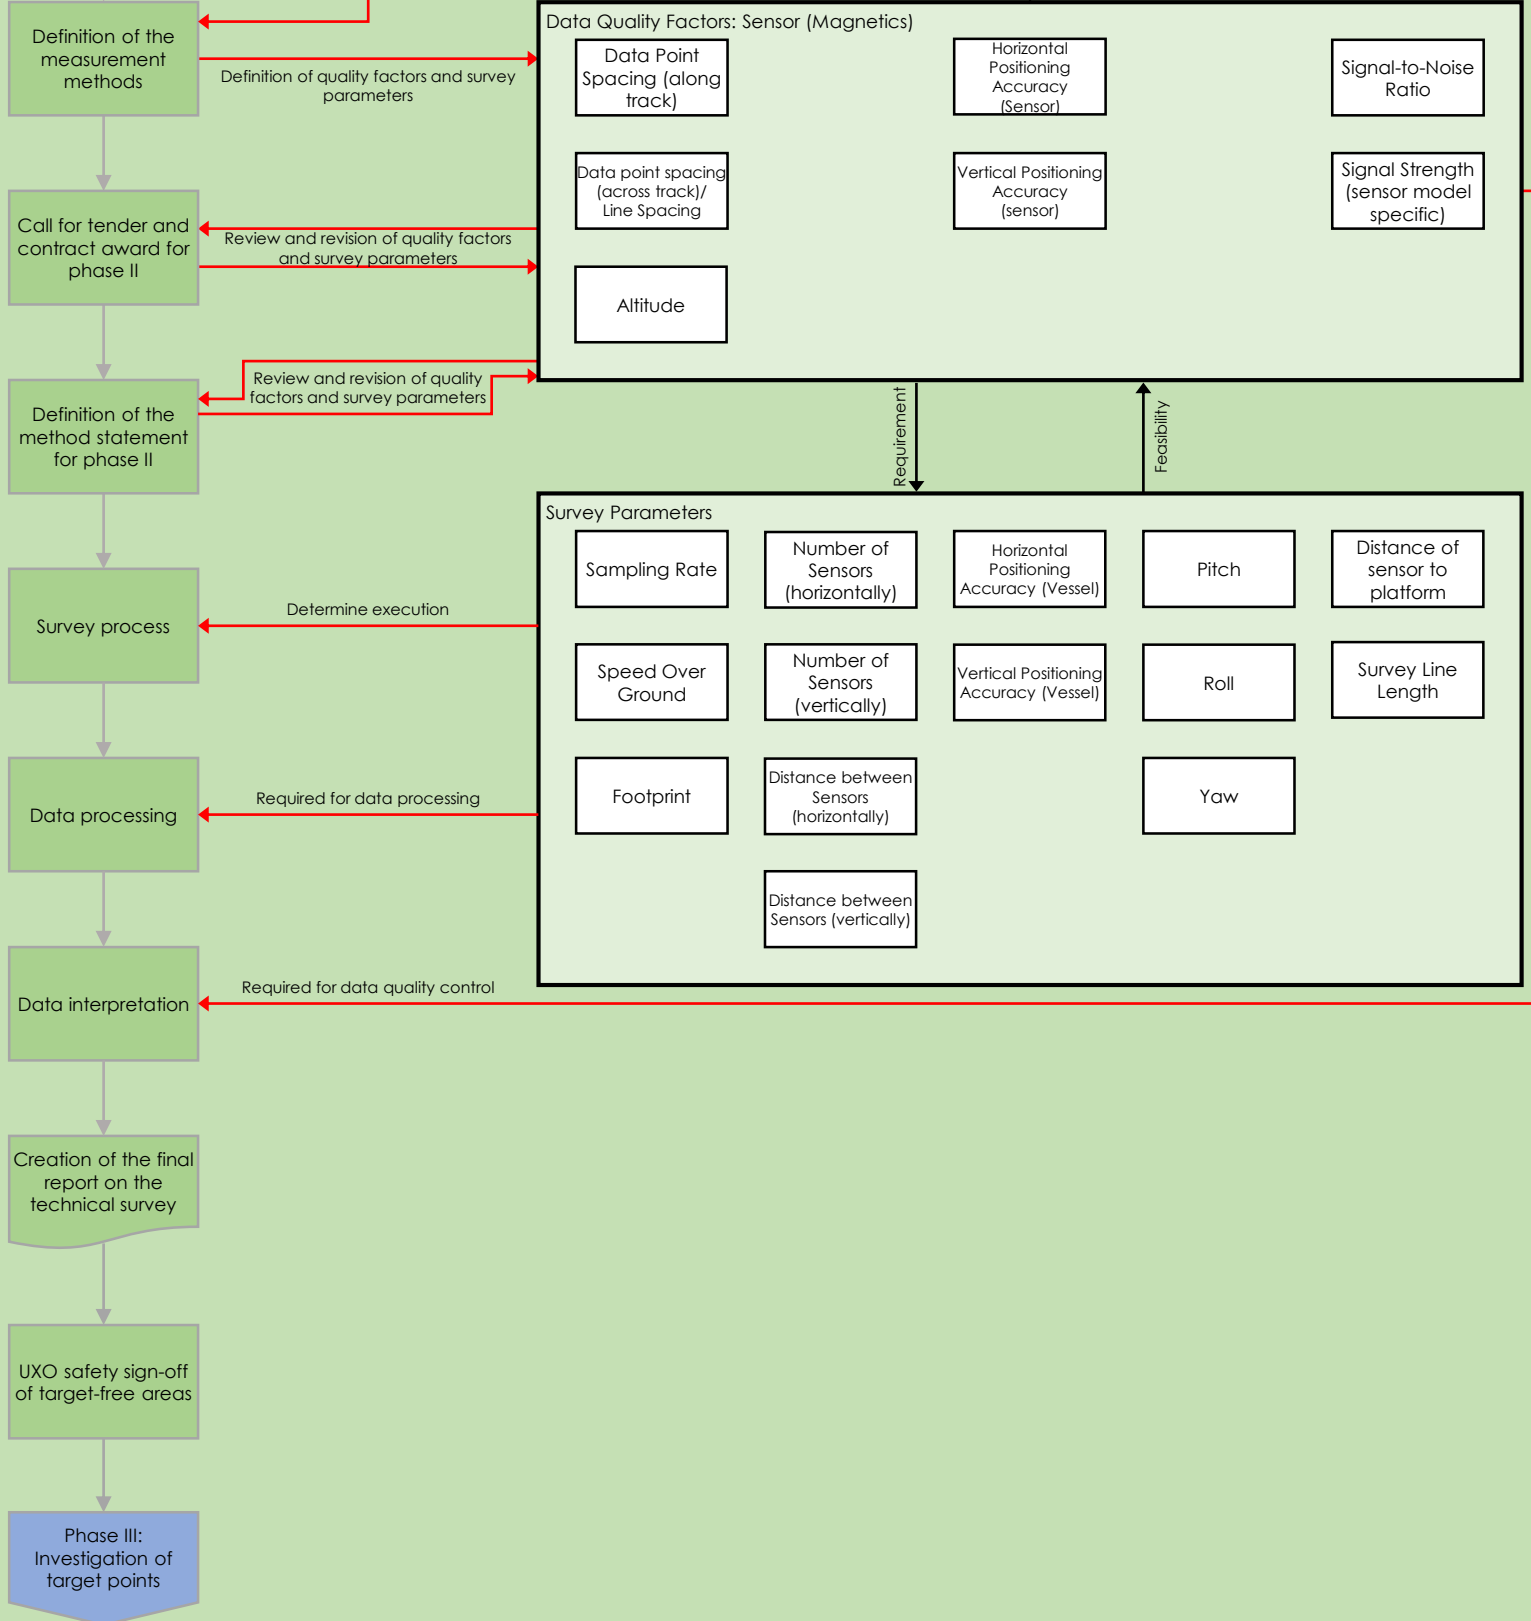 Definition of the
measurement
methods
Definition of quality factors and survey
parameters
Call for tender and
contract award for
phase II
Review and revision of quality factors
and survey parameters
Definition of the
method statement
for phase II
Review and revision of quality
factors and survey parameters
Survey process
Determine execution
Data processing
Required for data processing
Data interpretation
Required for data quality control
Creation of the final
report on the
technical survey
UXO safety sign-off
of target-free areas
Phase III:
Investigation of
target points
Data Quality Factors: Sensor (Magnetics)
Data Point
Spacing (along
track)
Horizontal
Positioning
Accuracy
(Sensor)
Signal-to-Noise
Ratio
Data point spacing
(across track)/
Line Spacing
Vertical Positioning
Accuracy
(sensor)
Signal Strength
(sensor model
specific)
Altitude
Requirement
Feasibility
Survey Parameters
Sampling Rate
Number of
Sensors
(horizontally)
Horizontal
Positioning
Accuracy (Vessel)
Pitch
Distance of
sensor to
platform
Speed Over
Ground
Number of
Sensors
(vertically)
Vertical Positioning
Accuracy (Vessel)
Roll
Survey Line
Length
Footprint
Distance between
Sensors
(horizontally)
Yaw
Distance between
Sensors (vertically)